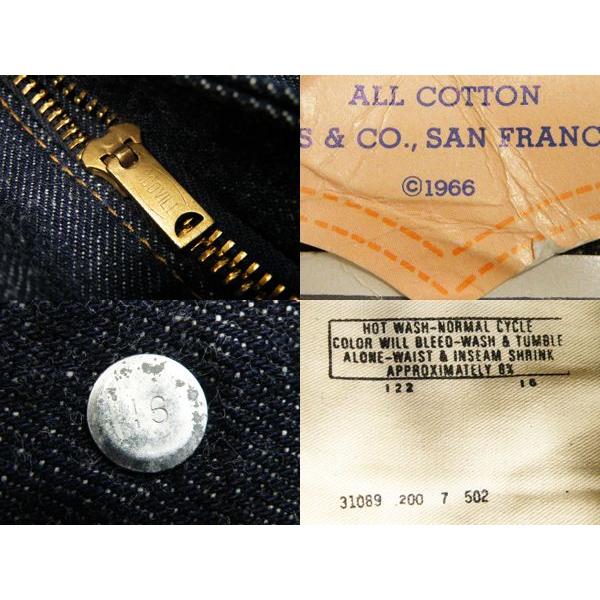 SCOVILL
ALL COTTON
S & CO., SAN FRANC
©1966
16
HOT WASH-NORMAL CYCLE
COLOR WILL BLEED-WASH & TUMBLE
ALONE-WAIST & INSEAM SHRINK
APPROXIMATELY 8%
122 16
31089 200 7 502